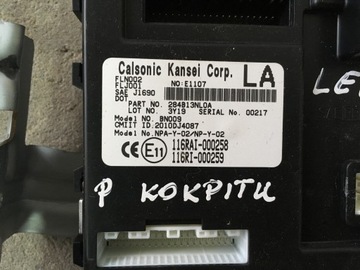 Calsonic Kansei Corp. LA
FLN002
FLJ001 NO:E1107
SAE J1690
DOT
PART No. 284B13NL0A
LOT NO. 3Y19 SERIAL No. 00217
Model No. BN009
CMIIT ID:2010DJ4087
Model No.NPA-Y-02/NP-Y-02
CE E11 116RAI-000258
116RI-000259
P KOKPITU
LE